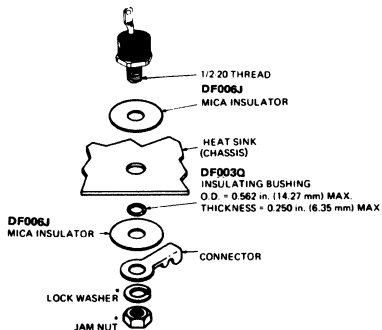 1/2 20 THREAD
DF006J
MICA INSULATOR
HEAT SINK
(CHASSIS)
DF003Q
INSULATING BUSHING
O.D. = 0.562 in. (14.27 mm) MAX.
THICKNESS = 0.250 in. (6.35 mm) MAX
DF006J
MICA INSULATOR
CONNECTOR
LOCK WASHER*
JAM NUT*